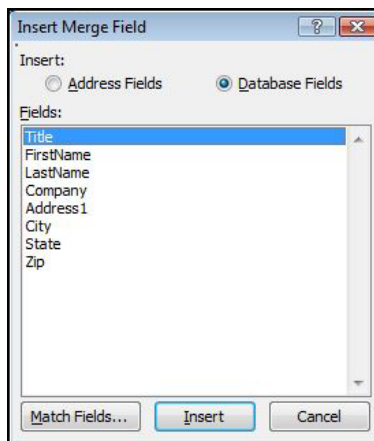 Insert Merge Field
Insert:
Address Fields Database Fields
Fields:
Title
FirstName
LastName
Company
Address1
City
State
Zip
Match Fields... Insert Cancel